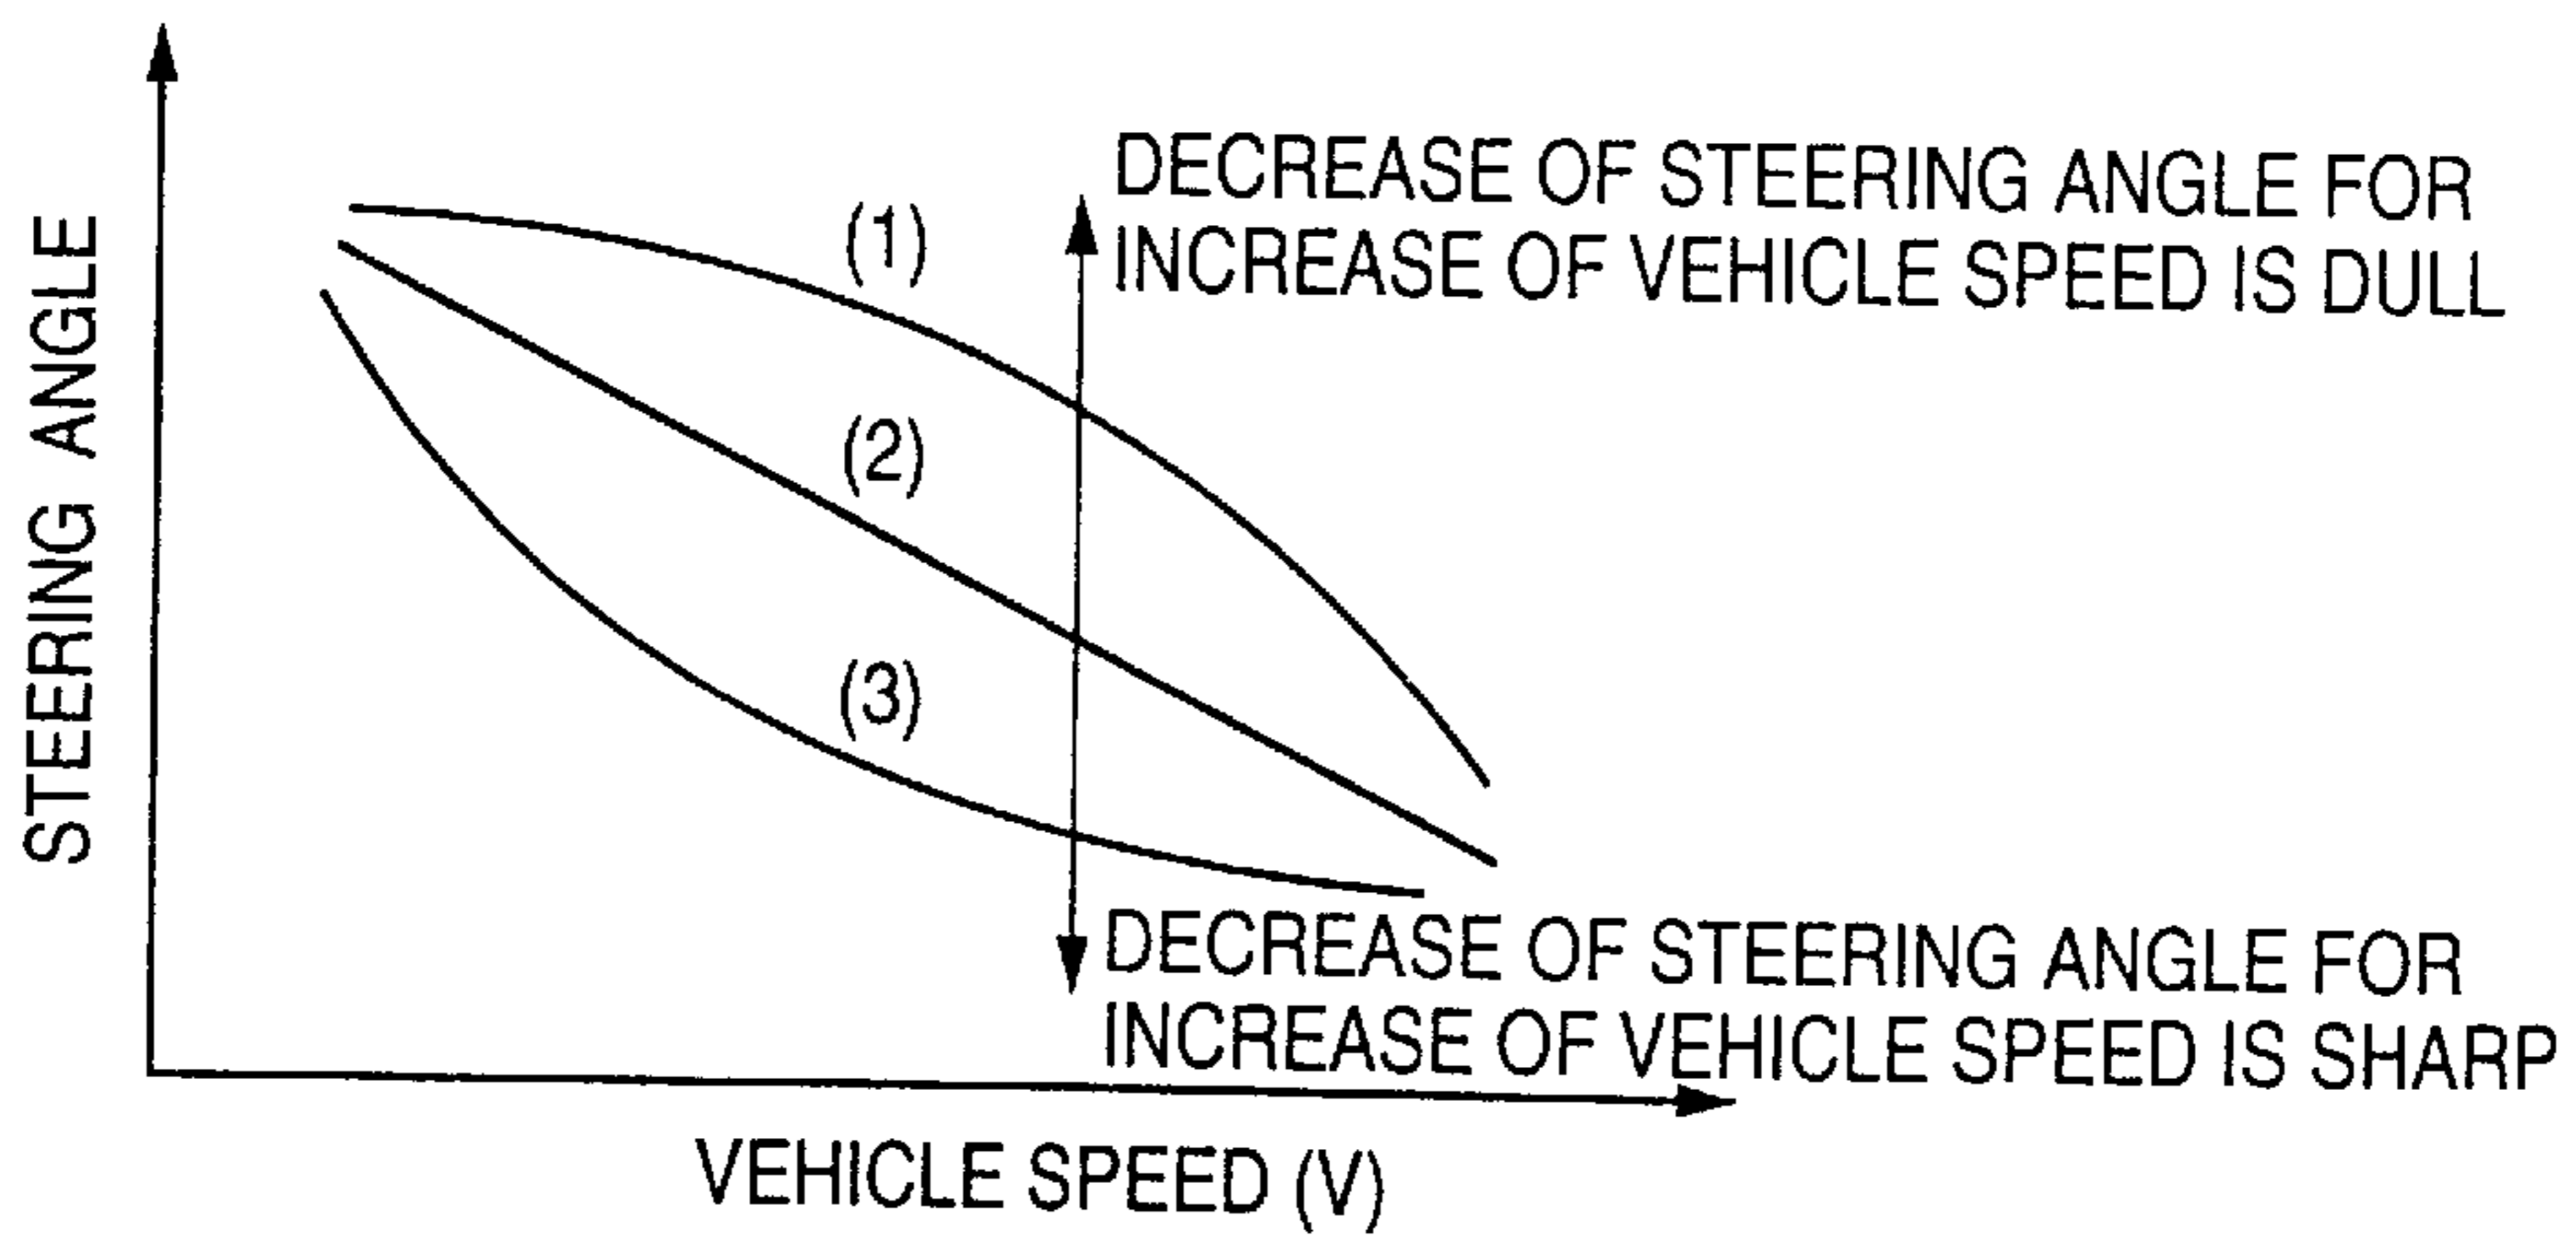 STEERING ANGLE
(1)
(2)
(3)
DECREASE OF STEERING ANGLE FOR
INCREASE OF VEHICLE SPEED IS DULL
DECREASE OF STEERING ANGLE FOR
INCREASE OF VEHICLE SPEED IS SHARP
VEHICLE SPEED (V)